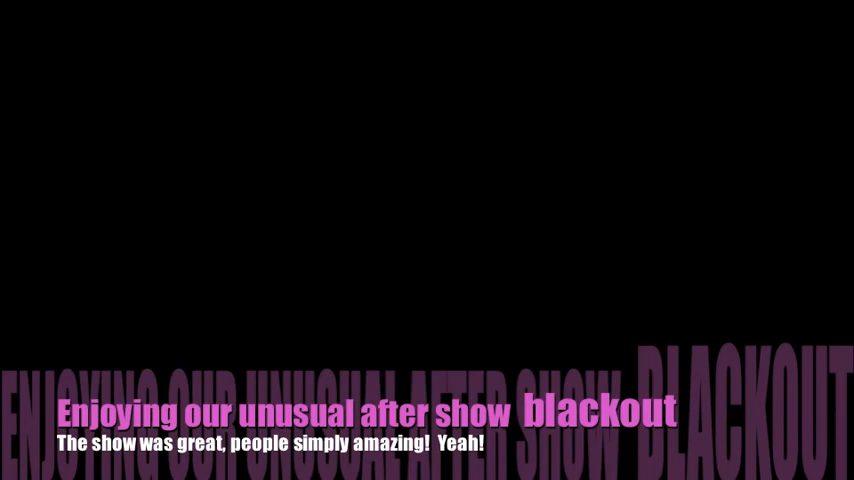 ENJOYING OUR UNUSUAL AFTER SHOW BLACKOUT
Enjoying our unusual after show blackout
The show was great, people simply amazing! Yeah!